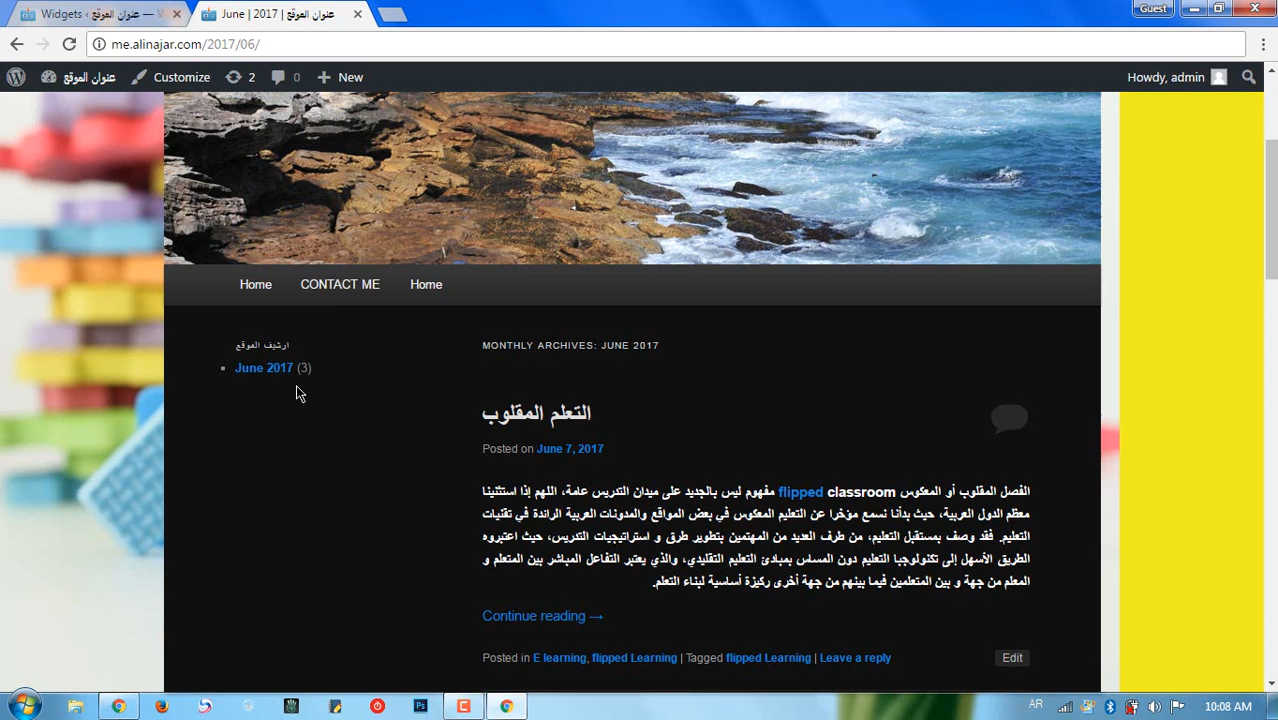 Widgets ‹ عنوان الموقع — W
June | 2017 | عنوان الموقع
Guest
me.alinajar.com/2017/06/
عنوان الموقع
Customize
2
0
New
Howdy, admin
Home
CONTACT ME
Home
ارشيف الموقع
June 2017 (3)
MONTHLY ARCHIVES: JUNE 2017
التعلم المقلوب
Posted on June 7, 2017
الفصل المقلوب أو المعكوس flipped classroom مفهوم ليس بالجديد على ميدان التدريس عامة، اللهم إذا استثنينا
معظم الدول العربية، حيث بدأنا نسمع مؤخرا عن التعليم المعكوس في بعض المواقع والمدونات العربية الرائدة في تقنيات
التعليم. فقد وصف بمستقبل التعليم، من طرف العديد من المهتمين بتطوير طرق و استراتيجيات التدريس، حيث اعتبروه
الطريق الأسهل إلى تكنولوجيا التعليم دون المساس بمبادئ التعليم التقليدي، والذي يعتبر التفاعل المباشر بين المتعلم و
المعلم من جهة و بين المتعلمين فيما بينهم من جهة أخرى ركيزة أساسية لبناء التعلم.
Continue reading →
Posted in E learning, flipped Learning | Tagged flipped Learning | Leave a reply
Edit
Ps
C
AR
10:08 AM